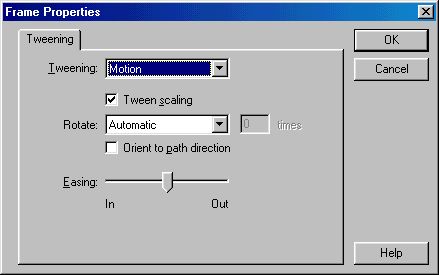 Frame Properties
Tweening
OK
Tweening: Motion
Cancel
Tween scaling
Rotate: Automatic 0 times
Orient to path direction
Easing:
In Out
Help